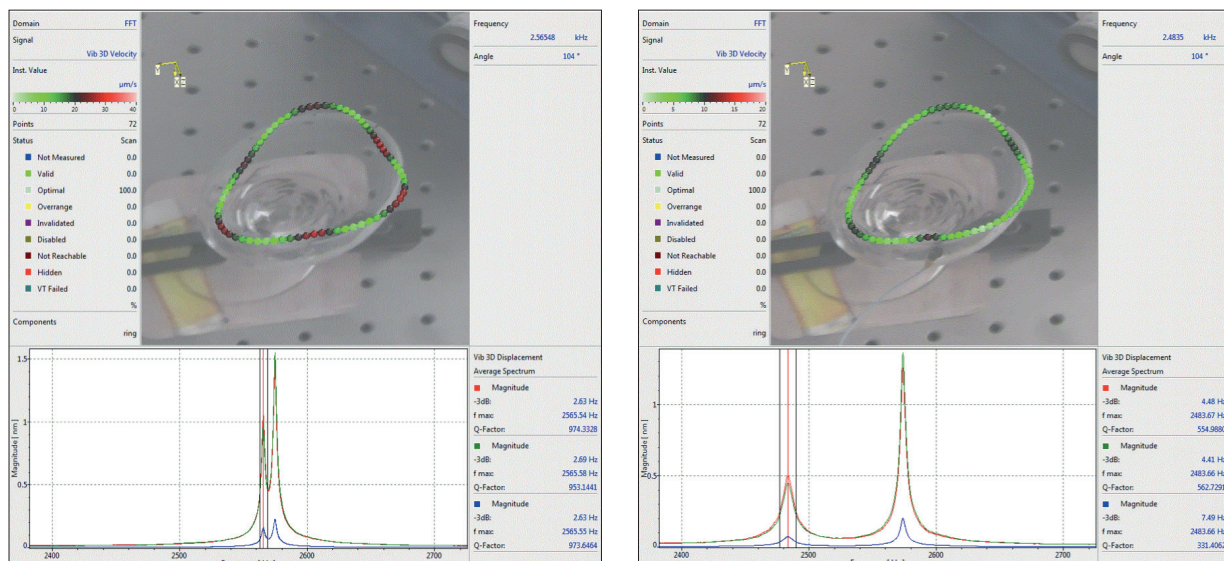 Domain FFT
Signal
Vib 3D Velocity
Inst. Value
µm/s
0 10 20 30 40
Points 72
Status Scan
Not Measured 0.0
Valid 0.0
Optimal 100.0
Overrange 0.0
Invalidated 0.0
Disabled 0.0
Not Reachable 0.0
Hidden 0.0
VT Failed 0.0
%
Components
ring
Frequency
2.56548 kHz
Angle 104 °
1.5
1
0.5
0
Magnitude [ nm ]
2400 2500 2600 2700
Vib 3D Displacement
Average Spectrum
Magnitude
-3dB: 2.63 Hz
f max: 2565.54 Hz
Q-Factor: 974.3328
Magnitude
-3dB: 2.69 Hz
f max: 2565.58 Hz
Q-Factor: 953.1441
Magnitude
-3dB: 2.63 Hz
f max: 2565.55 Hz
Q-Factor: 973.6464
Domain FFT
Signal
Vib 3D Velocity
Inst. Value
µm/s
0 5 10 15 20
Points 72
Status Scan
Not Measured 0.0
Valid 0.0
Optimal 100.0
Overrange 0.0
Invalidated 0.0
Disabled 0.0
Not Reachable 0.0
Hidden 0.0
VT Failed 0.0
%
Components
ring
Frequency
2.4835 kHz
Angle 104 °
1
0.5
0
Magnitude [ nm ]
2400 2500 2600 2700
Vib 3D Displacement
Average Spectrum
Magnitude
-3dB: 4.48 Hz
f max: 2483.67 Hz
Q-Factor: 554.9880
Magnitude
-3dB: 4.41 Hz
f max: 2483.66 Hz
Q-Factor: 562.7291
Magnitude
-3dB: 7.49 Hz
f max: 2483.66 Hz
Q-Factor: 331.4062